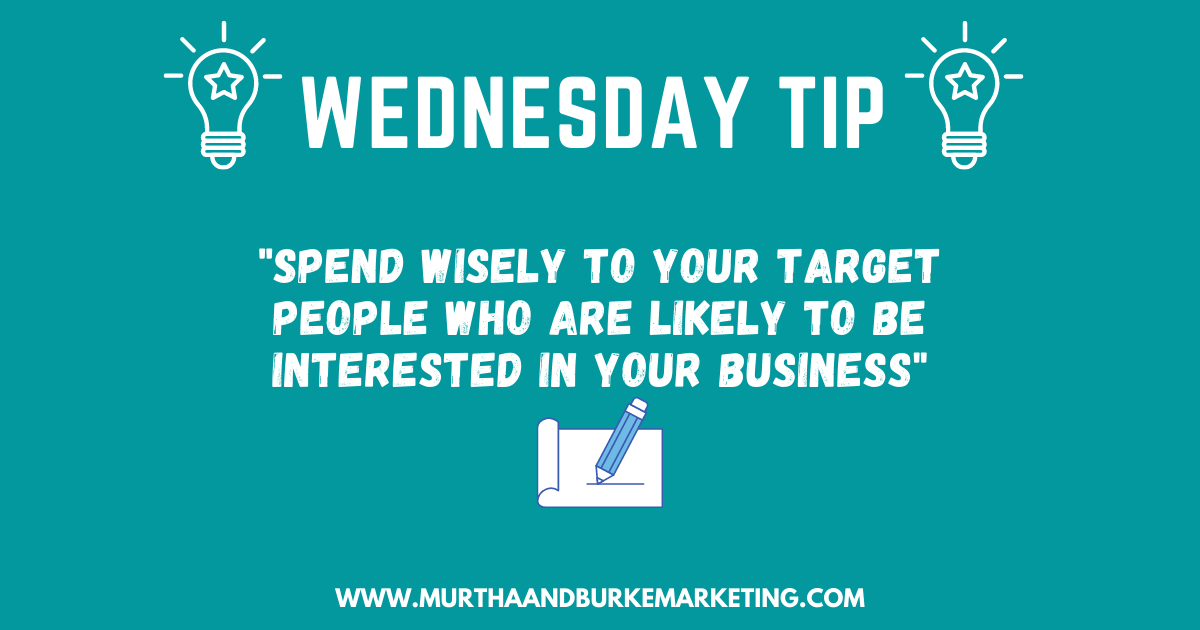 WEDNESDAY TIP
"SPEND WISELY TO YOUR TARGET
PEOPLE WHO ARE LIKELY TO BE
INTERESTED IN YOUR BUSINESS"
WWW.MURTHAANDBURKEMARKETING.COM